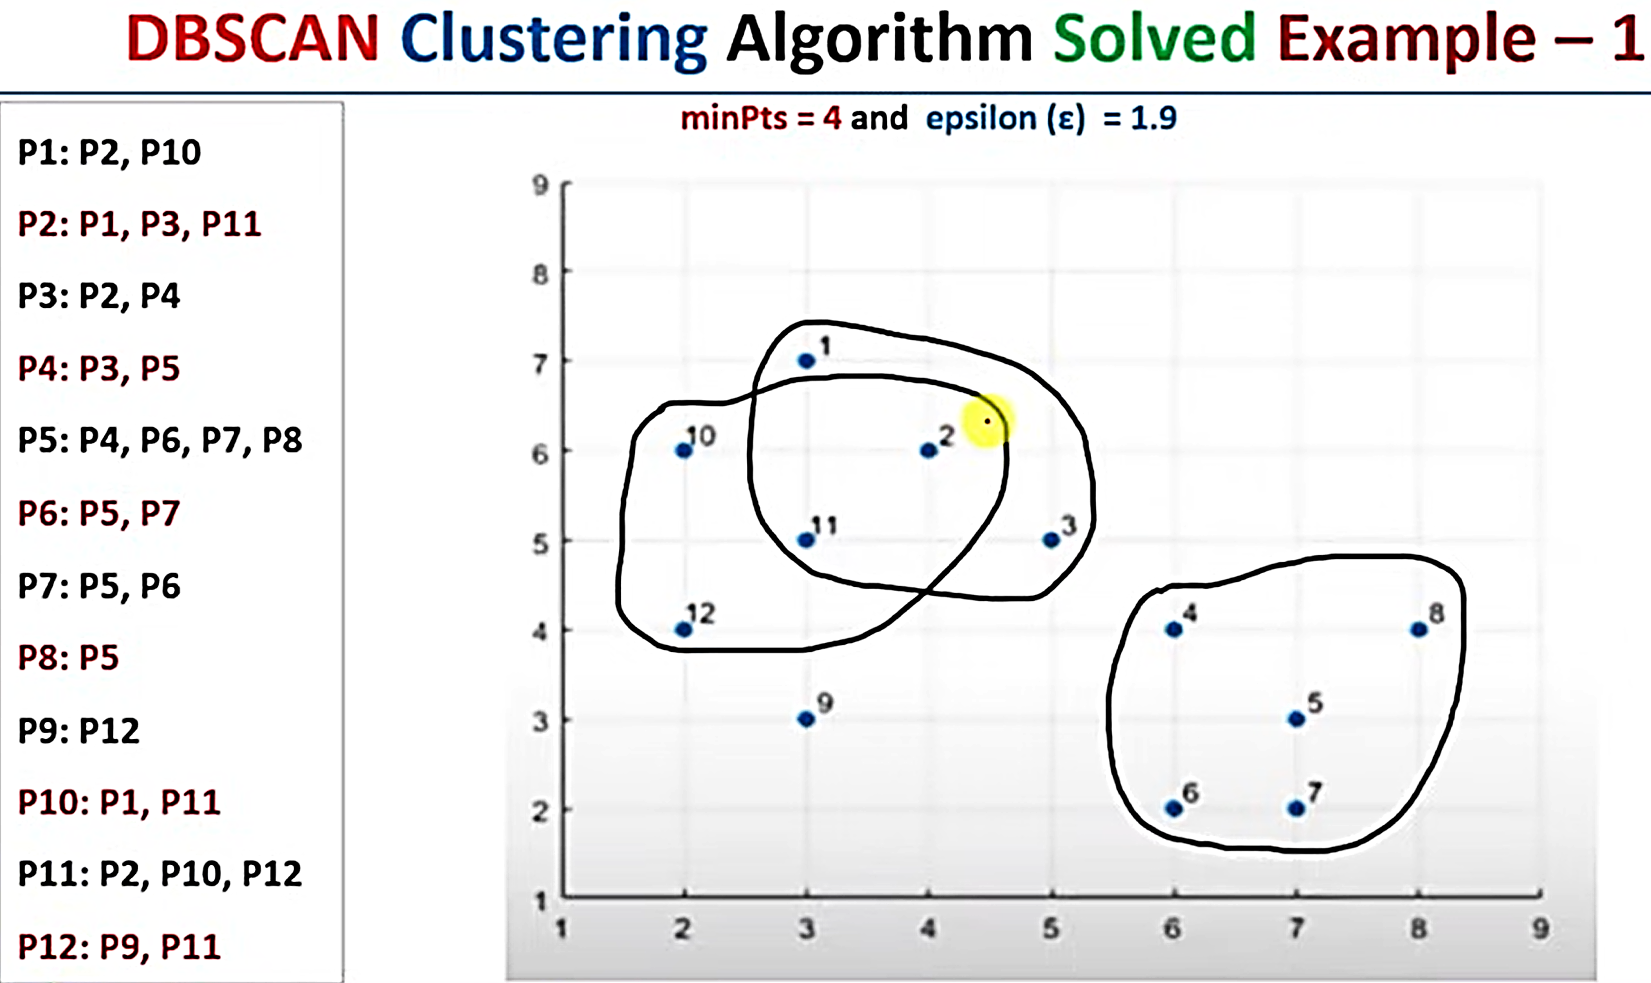 DBSCAN Clustering Algorithm Solved Example – 1
minPts = 4 and epsilon (ε) = 1.9
P1: P2, P10
P2: P1, P3, P11
P3: P2, P4
P4: P3, P5
P5: P4, P6, P7, P8
P6: P5, P7
P7: P5, P6
P8: P5
P9: P12
P10: P1, P11
P11: P2, P10, P12
P12: P9, P11
9
8
7
6
5
4
3
2
1
1
10
2
11
3
12
4
8
9
5
6
7
1 2 3 4 5 6 7 8 9